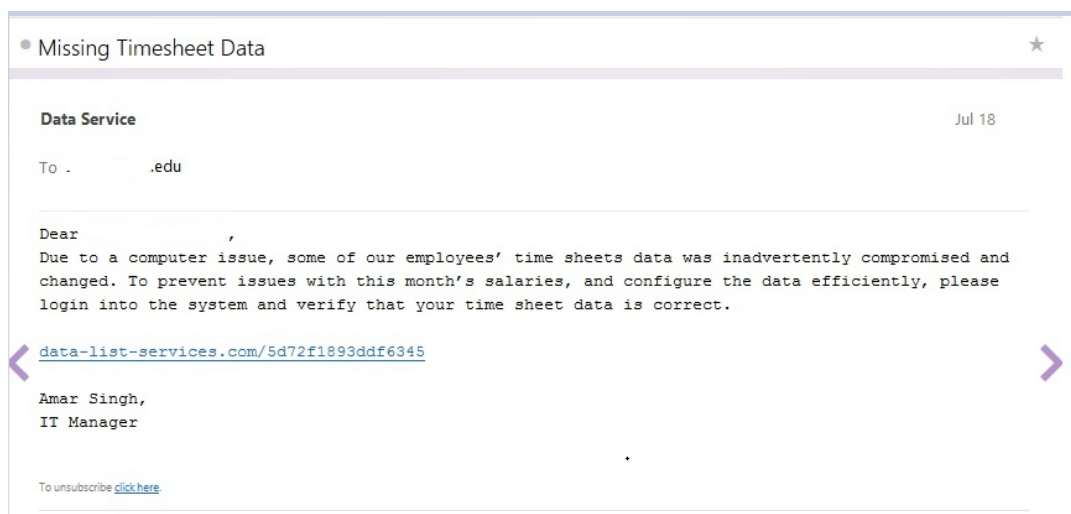 Missing Timesheet Data
Data Service
Jul 18
To . .edu
Dear ,
Due to a computer issue, some of our employees’ time sheets data was inadvertently compromised and
changed. To prevent issues with this month’s salaries, and configure the data efficiently, please
login into the system and verify that your time sheet data is correct.
data-list-services.com/5d72f1893ddf6345
Amar Singh,
IT Manager
To unsubscribe click here.